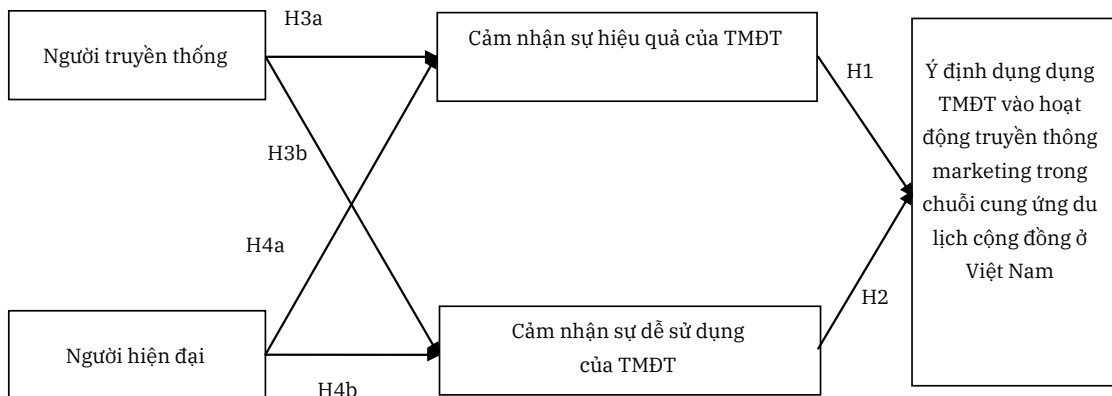 H3a
Người truyền thống
Cảm nhận sự hiệu quả của TMĐT
H1
Ý định dụng dụng
TMĐT vào hoạt
động truyền thông
marketing trong
chuỗi cung ứng du
lịch cộng đồng ở
Việt Nam
H3b
H4a
H2
Người hiện đại
Cảm nhận sự dễ sử dụng
của TMĐT
H4b